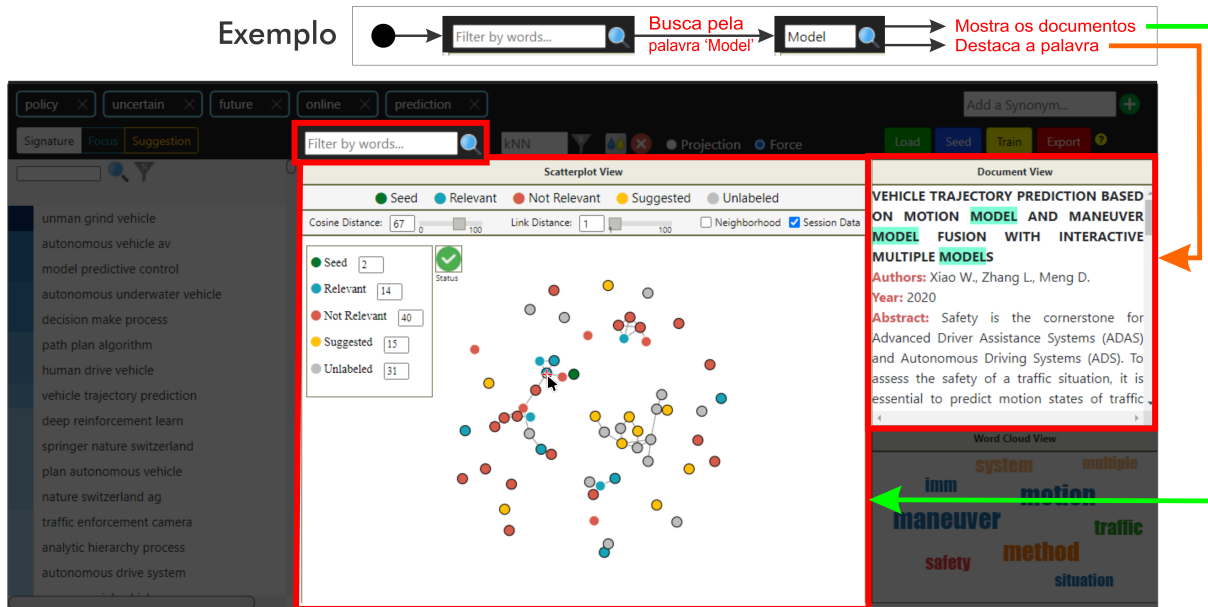 Exemplo
Filter by words...
Busca pela
palavra 'Model'
Model
Mostra os documentos
Destaca a palavra
policy
uncertain
future
online
prediction
Add a Synonym...
Signature
Focus
Suggestion
Filter by words...
kNN
Projection
Force
Load
Seed
Train
Export
?
unman grind vehicle
autonomous vehicle av
model predictive control
autonomous underwater vehicle
decision make process
path plan algorithm
human drive vehicle
vehicle trajectory prediction
deep reinforcement learn
springer nature switzerland
plan autonomous vehicle
nature switzerland ag
traffic enforcement camera
analytic hierarchy process
autonomous drive system
Scatterplot View
Seed
Relevant
Not Relevant
Suggested
Unlabeled
Cosine Distance: 67 0 100
Link Distance: 1 1 100
Neighborhood
Session Data
Seed 2
Relevant 14
Not Relevant 40
Suggested 15
Unlabeled 31
Status
Document View
VEHICLE TRAJECTORY PREDICTION BASED
ON MOTION MODEL AND MANEUVER
MODEL FUSION WITH INTERACTIVE
MULTIPLE MODELS
Authors: Xiao W., Zhang L., Meng D.
Year: 2020
Abstract: Safety is the cornerstone for
Advanced Driver Assistance Systems (ADAS)
and Autonomous Driving Systems (ADS). To
assess the safety of a traffic situation, it is
essential to predict motion states of traffic
Word Cloud View
system
multiple
imm
motion
maneuver
traffic
method
safety
situation